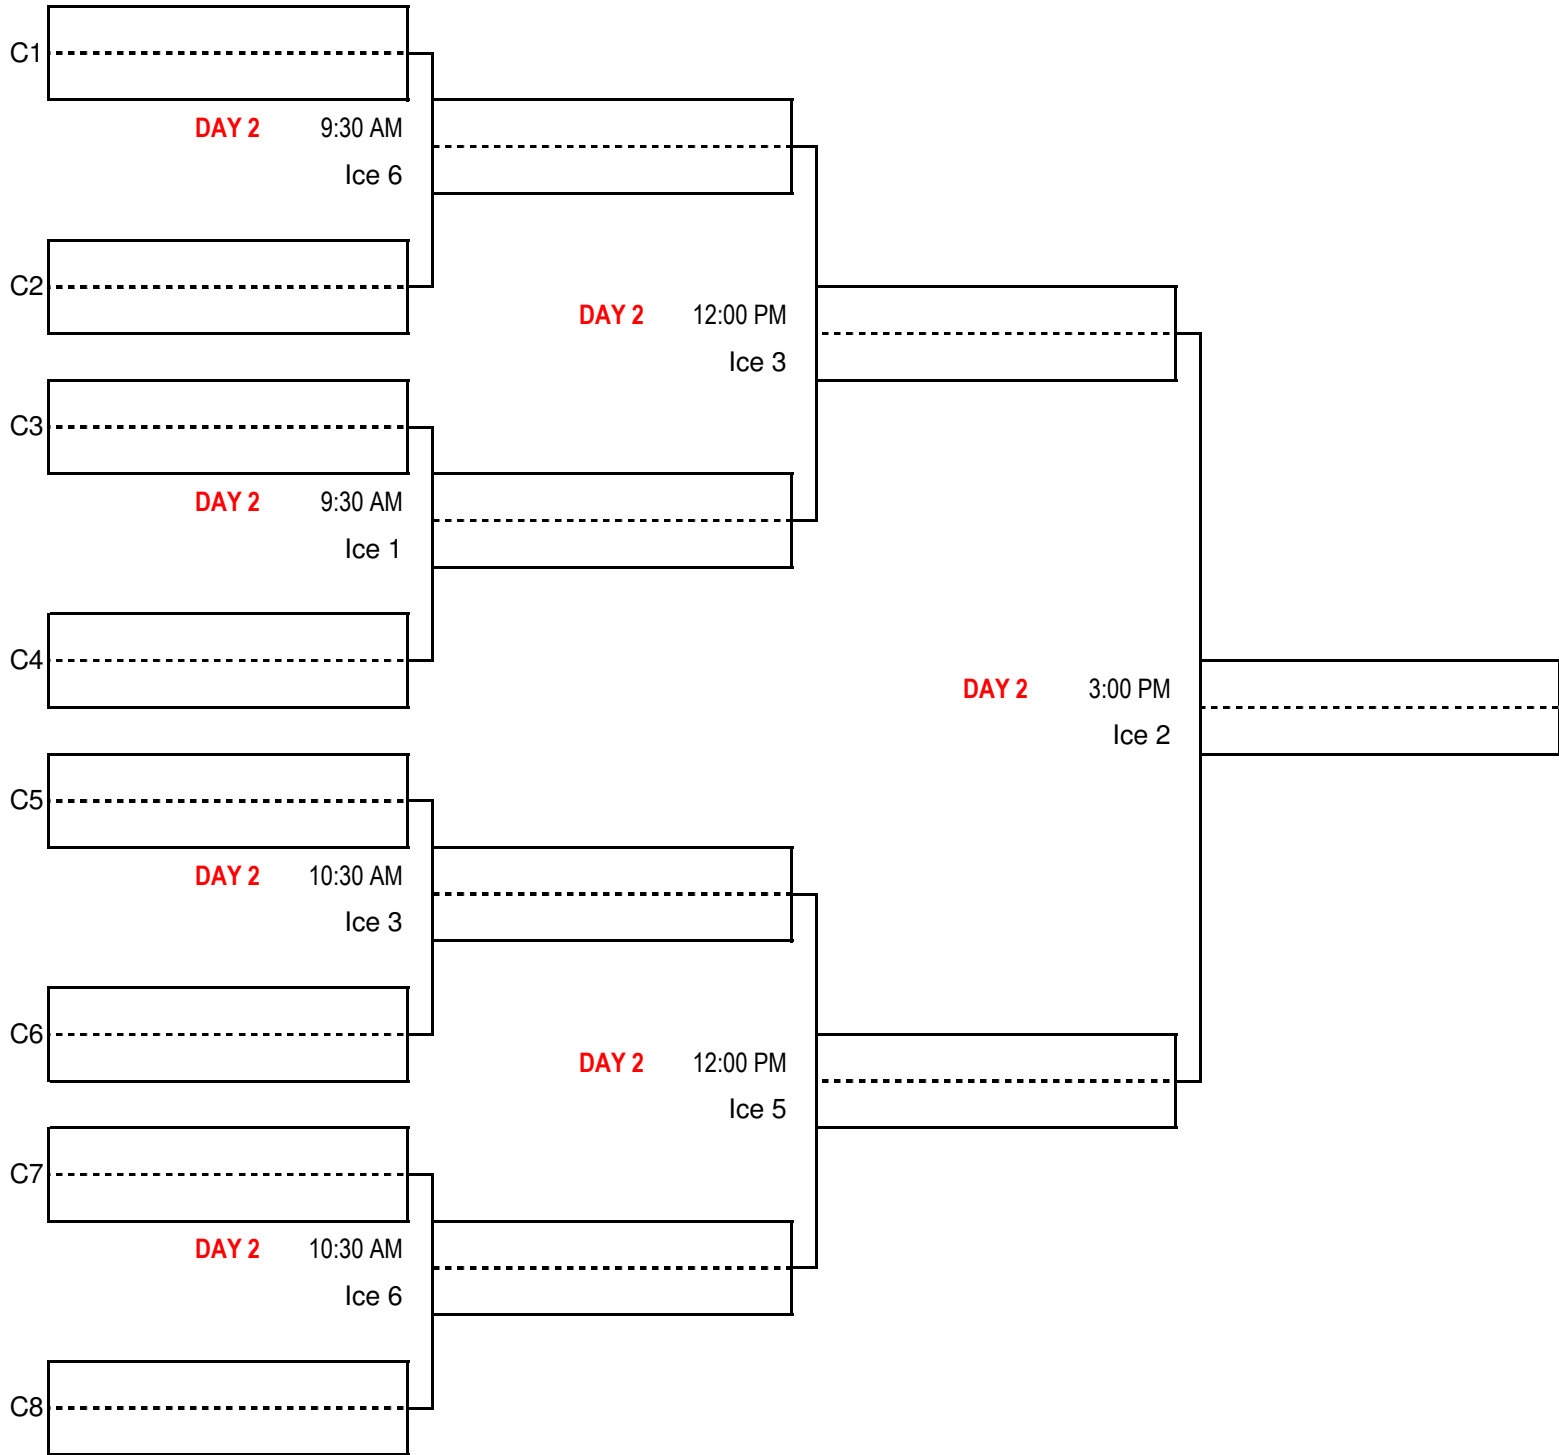 C1
DAY 2 9:30 AM
Ice 6
C2
DAY 2 12:00 PM
Ice 3
C3
DAY 2 9:30 AM
Ice 1
C4
DAY 2 3:00 PM
Ice 2
C5
DAY 2 10:30 AM
Ice 3
C6
DAY 2 12:00 PM
Ice 5
C7
DAY 2 10:30 AM
Ice 6
C8